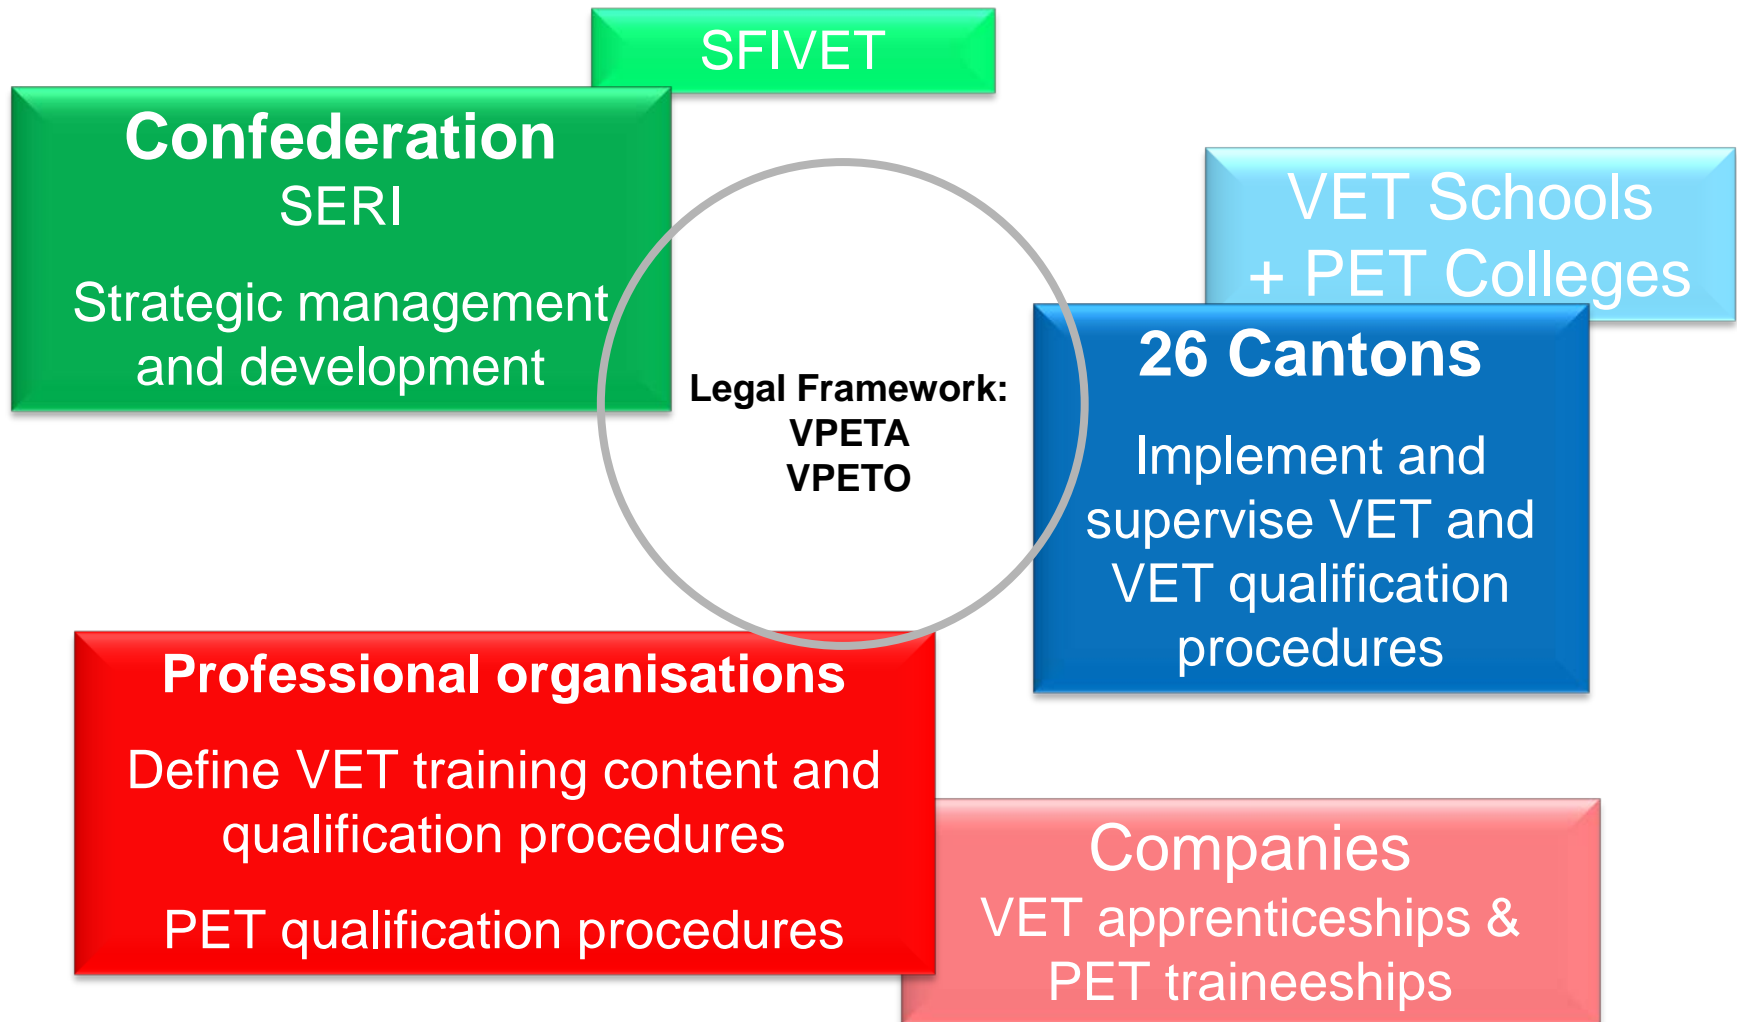 SFIVET
Confederation
SERI
Strategic management
and development
VET Schools
+ PET Colleges
Legal Framework:
VPETA
VPETO
26 Cantons
Implement and
supervise VET and
VET qualification
procedures
Professional organisations
Define VET training content and
qualification procedures
PET qualification procedures
Companies
VET apprenticeships &
PET traineeships